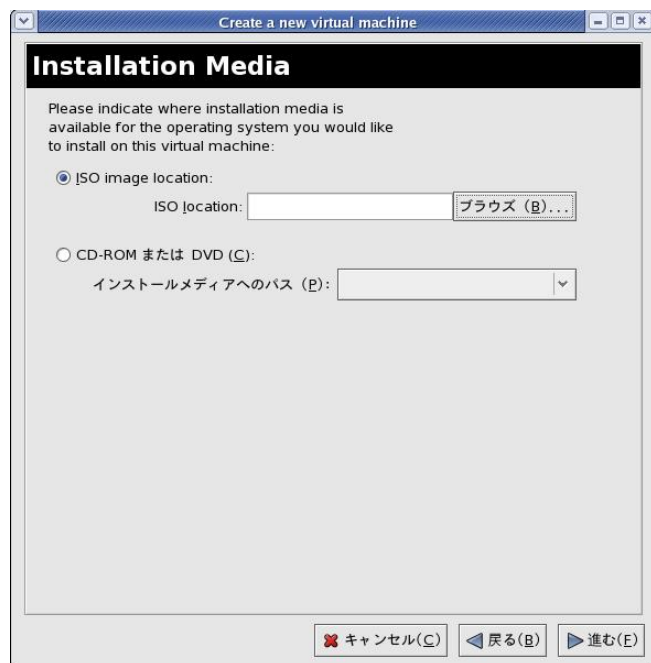 Create a new virtual machine
Installation Media
Please indicate where installation media is
available for the operating system you would like
to install on this virtual machine:
ISO image location:
ISO location:
ブラウズ (B)...
CD-ROM または DVD (C):
インストールメディアへのパス (P):
キャンセル(C)
戻る(B)
進む(F)